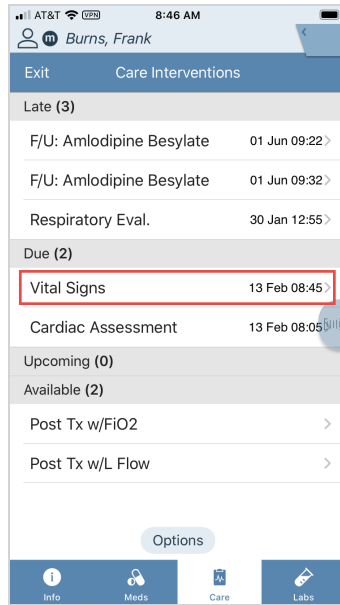 AT&T VPN 8:46 AM
m Burns, Frank
Exit Care Interventions
Late (3)
F/U: Amlodipine Besylate 01 Jun 09:22
F/U: Amlodipine Besylate 01 Jun 09:32
Respiratory Eval. 30 Jan 12:55
Due (2)
Vital Signs 13 Feb 08:45
Cardiac Assessment 13 Feb 08:05
Upcoming (0)
Available (2)
Post Tx w/FiO2
Post Tx w/L Flow
Options
Info Meds Care Labs